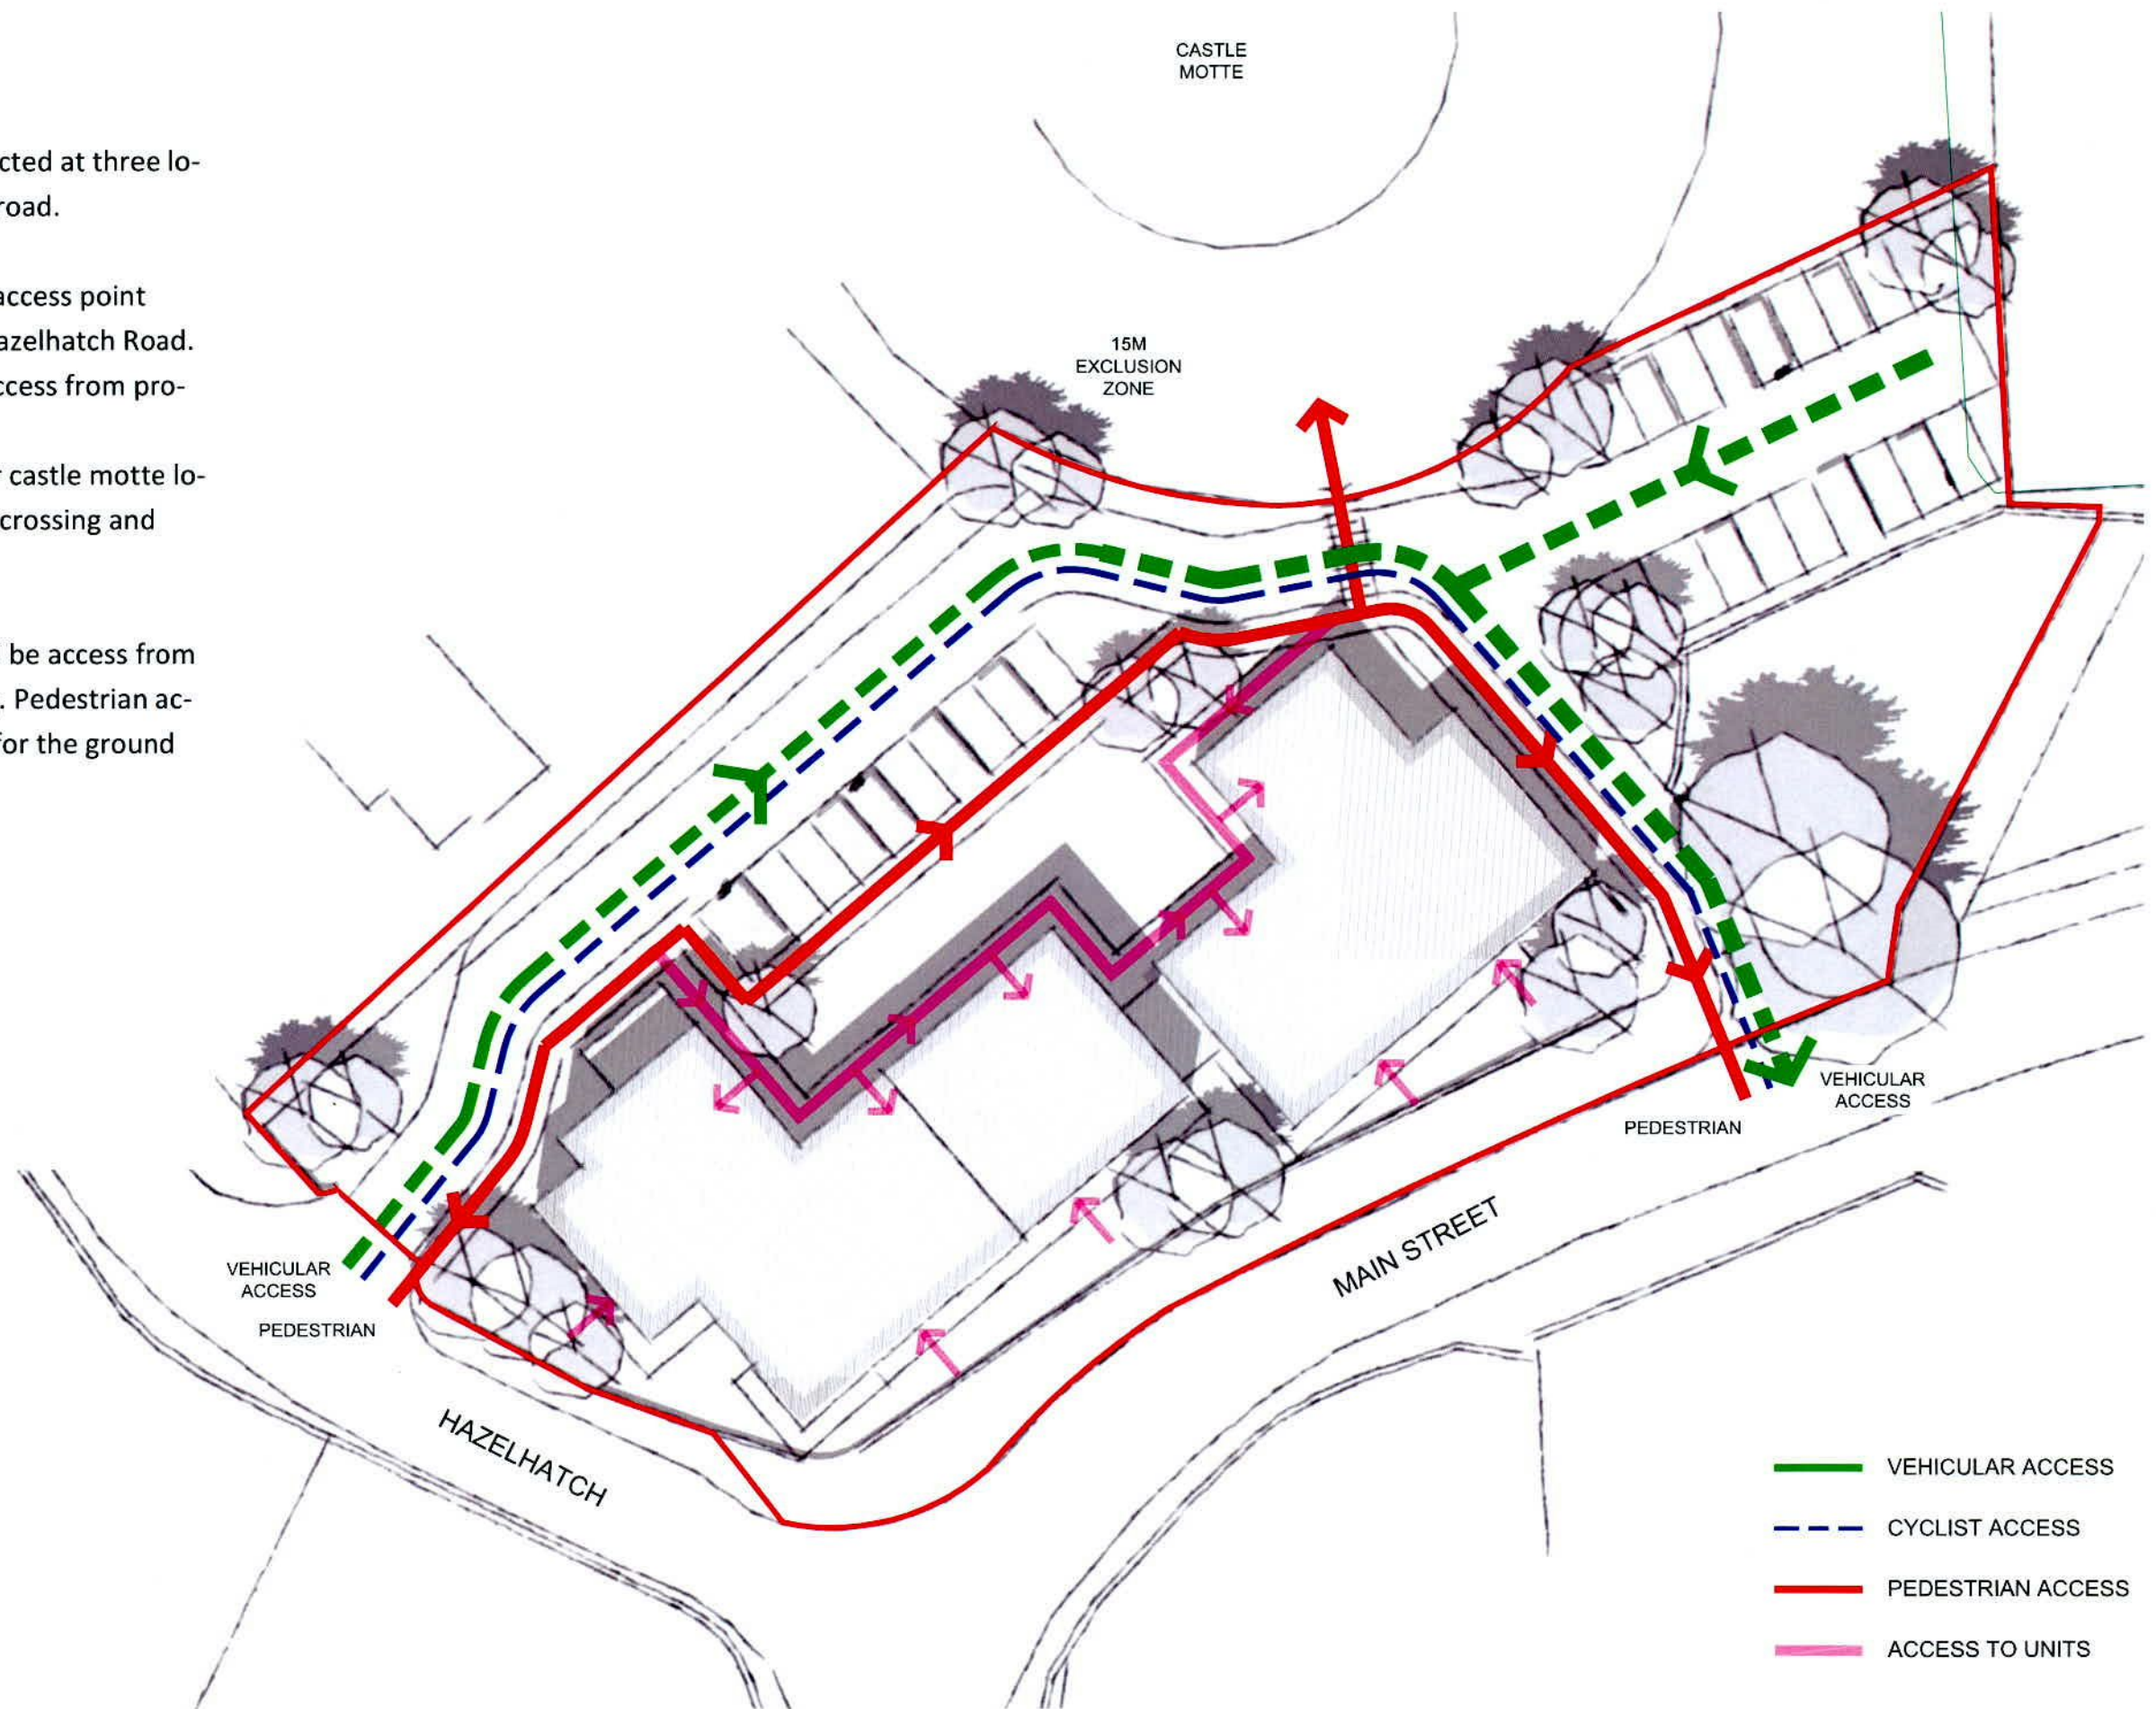 cted at three lo-
road.
access point
azelhatch Road.
ccess from pro-
r castle motte lo-
crossing and
be access from
. Pedestrian ac-
for the ground
CASTLE
MOTTE
15M
EXCLUSION
ZONE
VEHICULAR
ACCESS
PEDESTRIAN
VEHICULAR
ACCESS
PEDESTRIAN
MAIN STREET
HAZELHATCH
VEHICULAR ACCESS
CYCLIST ACCESS
PEDESTRIAN ACCESS
ACCESS TO UNITS